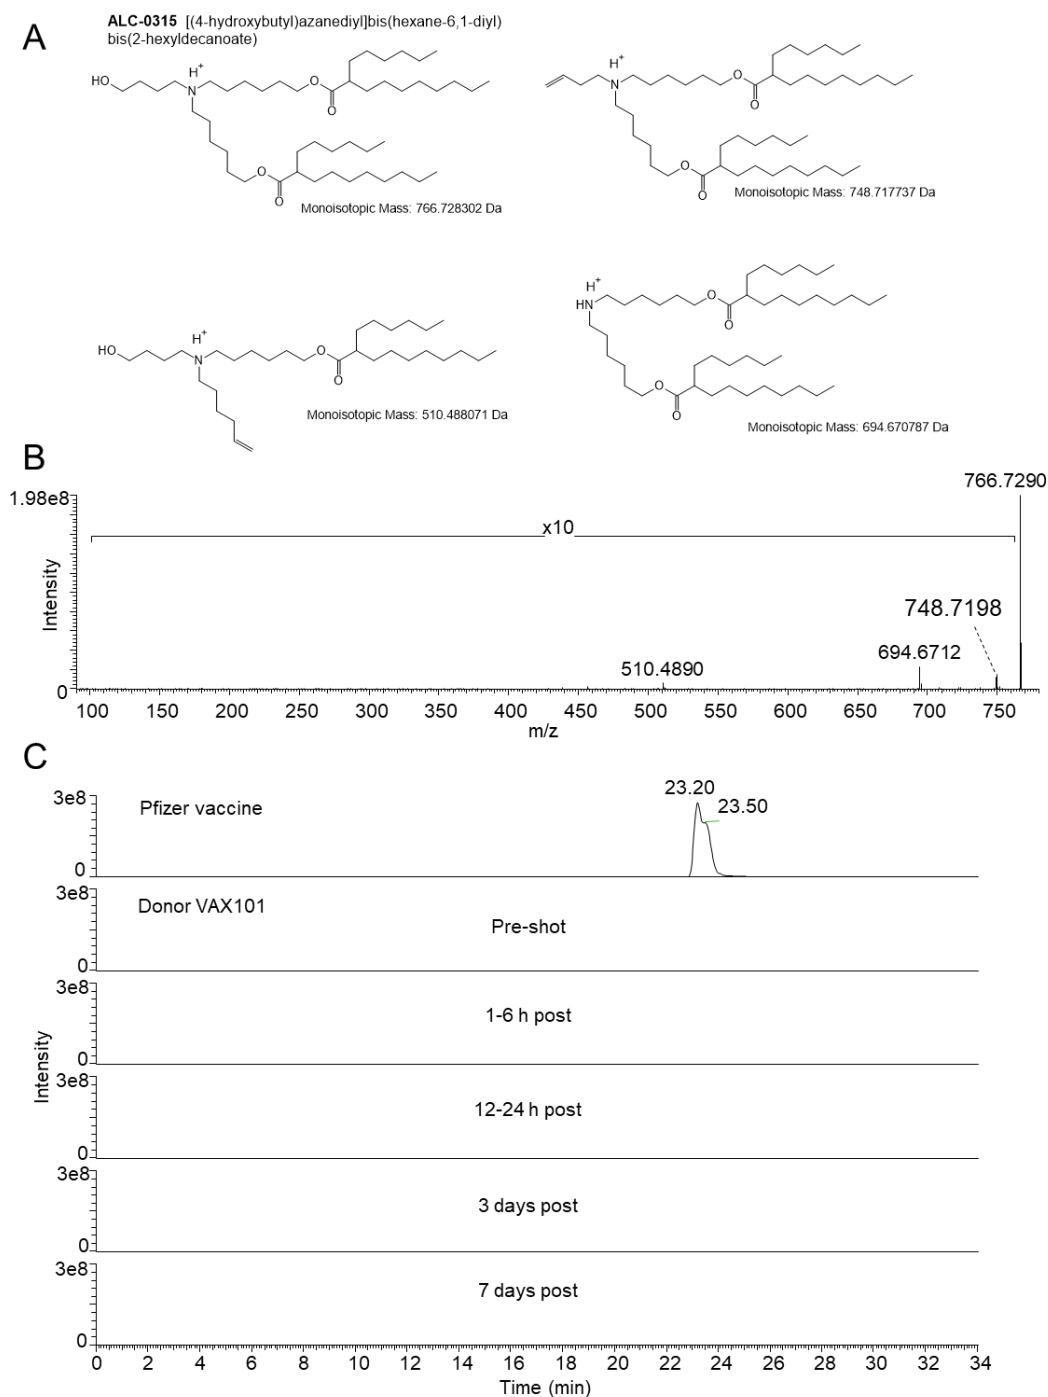 A
ALC-0315 [(4-hydroxybutyl)azanediyl]bis(hexane-6,1-diyl)
bis(2-hexyldecanoate)
HO
H+
N
O
O
O
O
Monoisotopic Mass: 766.728302 Da
H+
N
O
O
O
O
Monoisotopic Mass: 748.717737 Da
HO
H+
N
O
O
Monoisotopic Mass: 510.488071 Da
H+
HN
O
O
O
O
Monoisotopic Mass: 694.670787 Da
B
766.7290
1.98e8
x10
Intensity
748.7198
694.6712
510.4890
0
100 150 200 250 300 350 400 450 500 550 600 650 700 750
m/z
C
23.20
3e8
Pfizer vaccine
23.50
0
3e8
Donor VAX101
Pre-shot
0
3e8
1-6 h post
0
Intensity
3e8
12-24 h post
0
3e8
3 days post
0
3e8
7 days post
0
0 2 4 6 8 10 12 14 16 18 20 22 24 26 28 30 32 34
Time (min)